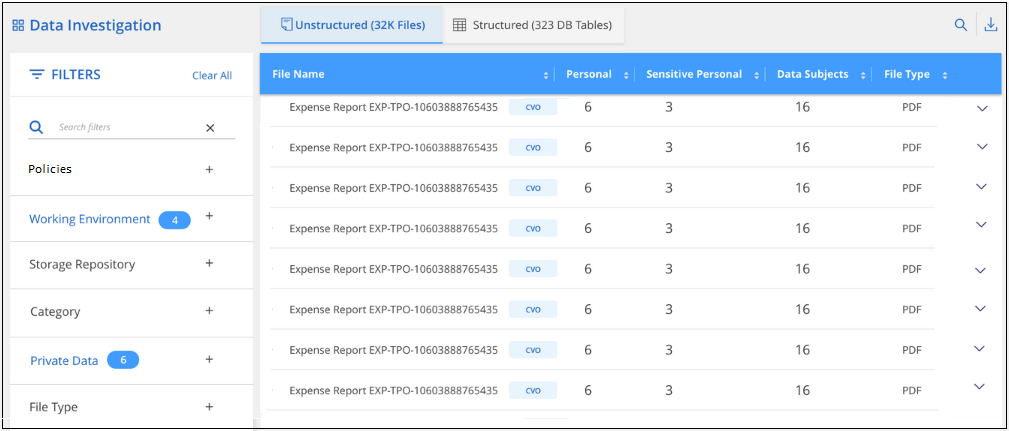 Data Investigation
Unstructured (32K Files)
Structured (323 DB Tables)
FILTERS
Clear All
Search filters
Policies
Working Environment 4
Storage Repository
Category
Private Data 6
File Type
File Name Personal Sensitive Personal Data Subjects File Type
Expense Report EXP-TPO-10603888765435 CVO 6 3 16 PDF
Expense Report EXP-TPO-10603888765435 CVO 6 3 16 PDF
Expense Report EXP-TPO-10603888765435 CVO 6 3 16 PDF
Expense Report EXP-TPO-10603888765435 CVO 6 3 16 PDF
Expense Report EXP-TPO-10603888765435 CVO 6 3 16 PDF
Expense Report EXP-TPO-10603888765435 CVO 6 3 16 PDF
Expense Report EXP-TPO-10603888765435 CVO 6 3 16 PDF
Expense Report EXP-TPO-10603888765435 CVO 6 3 16 PDF